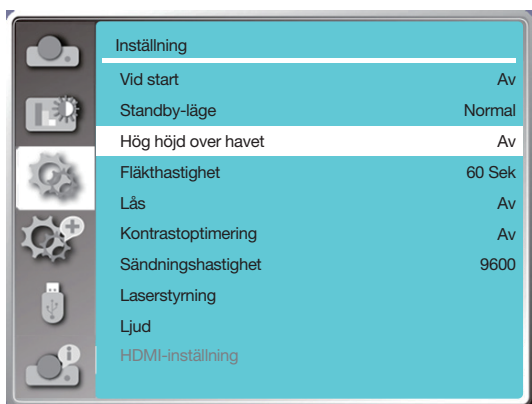 Inställning
Vid start Av
Standby-läge Normal
Hög höjd over havet Av
Fläkthastighet 60 Sek
Lås Av
Kontrastoptimering Av
Sändningshastighet 9600
Laserstyrning
Ljud
HDMI-inställning